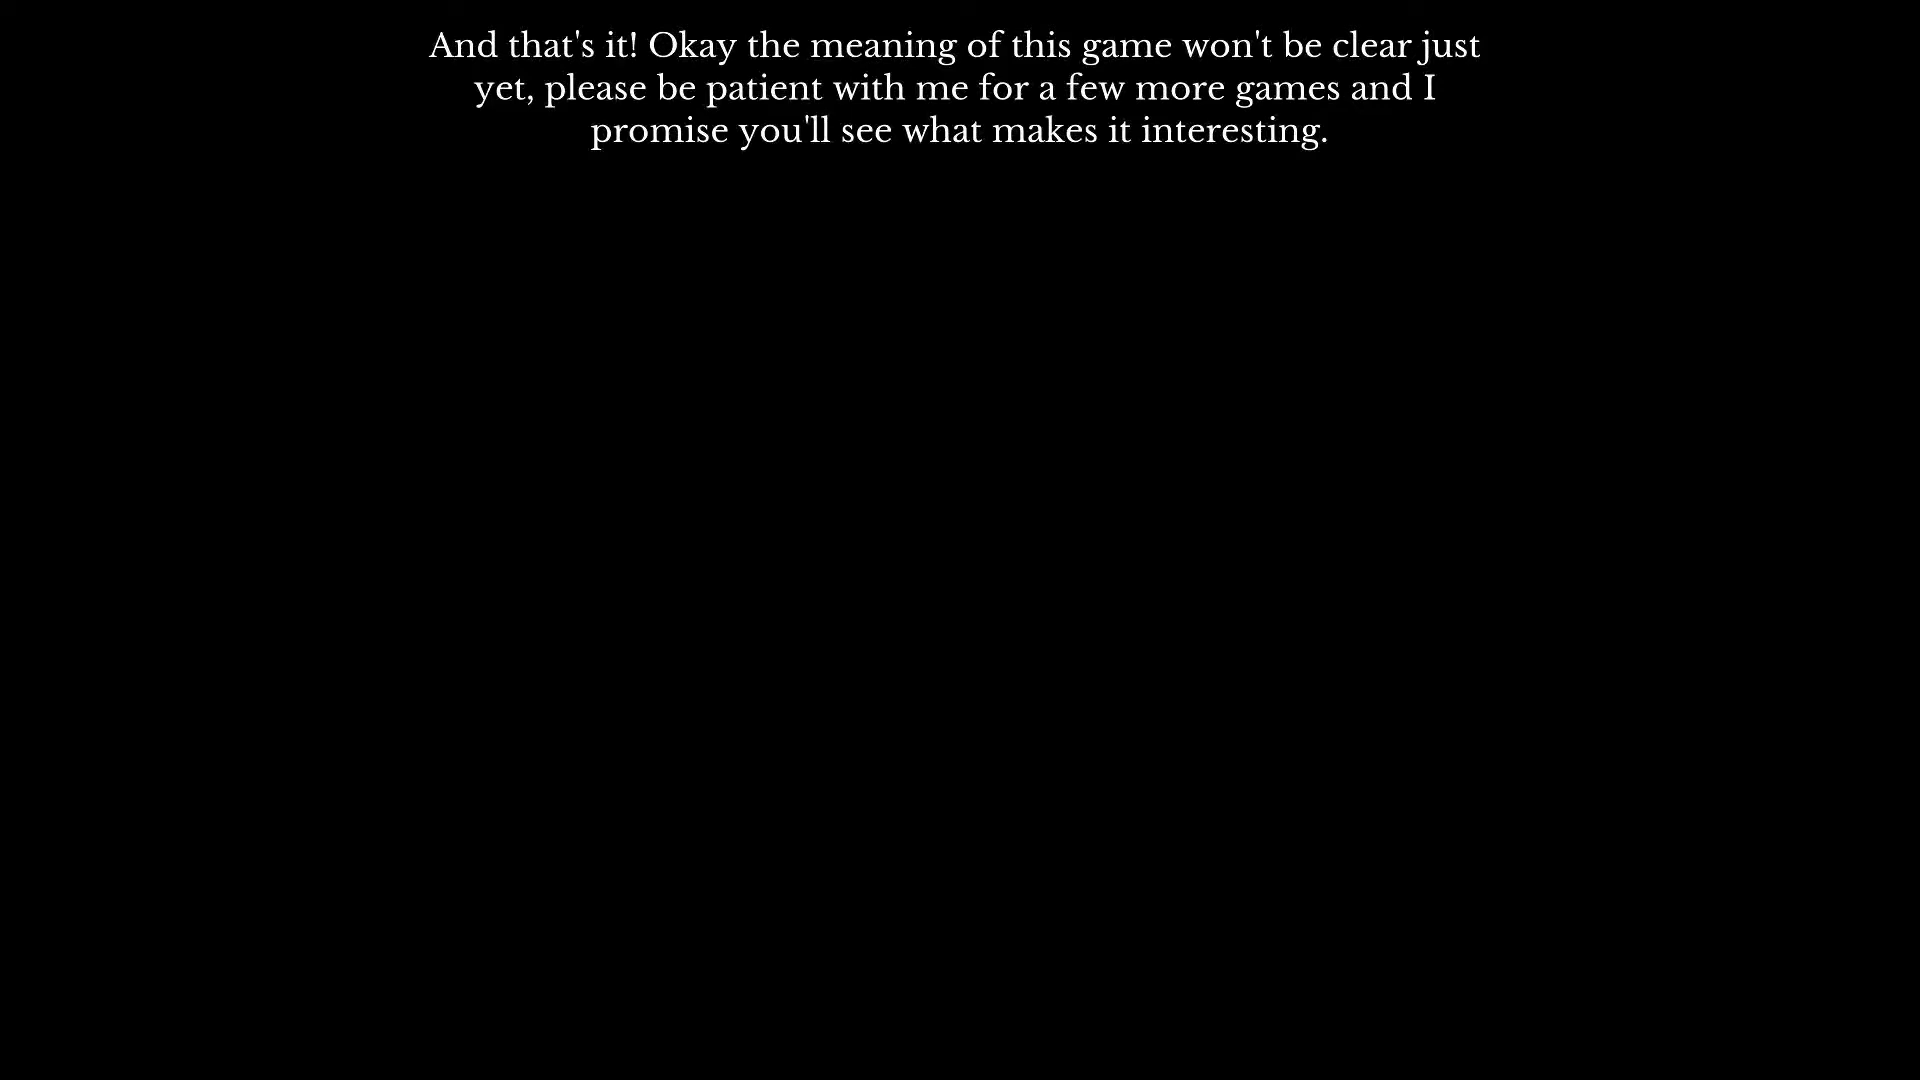 And that's it! Okay the meaning of this game won't be clear just
yet, please be patient with me for a few more games and I
promise you'll see what makes it interesting.